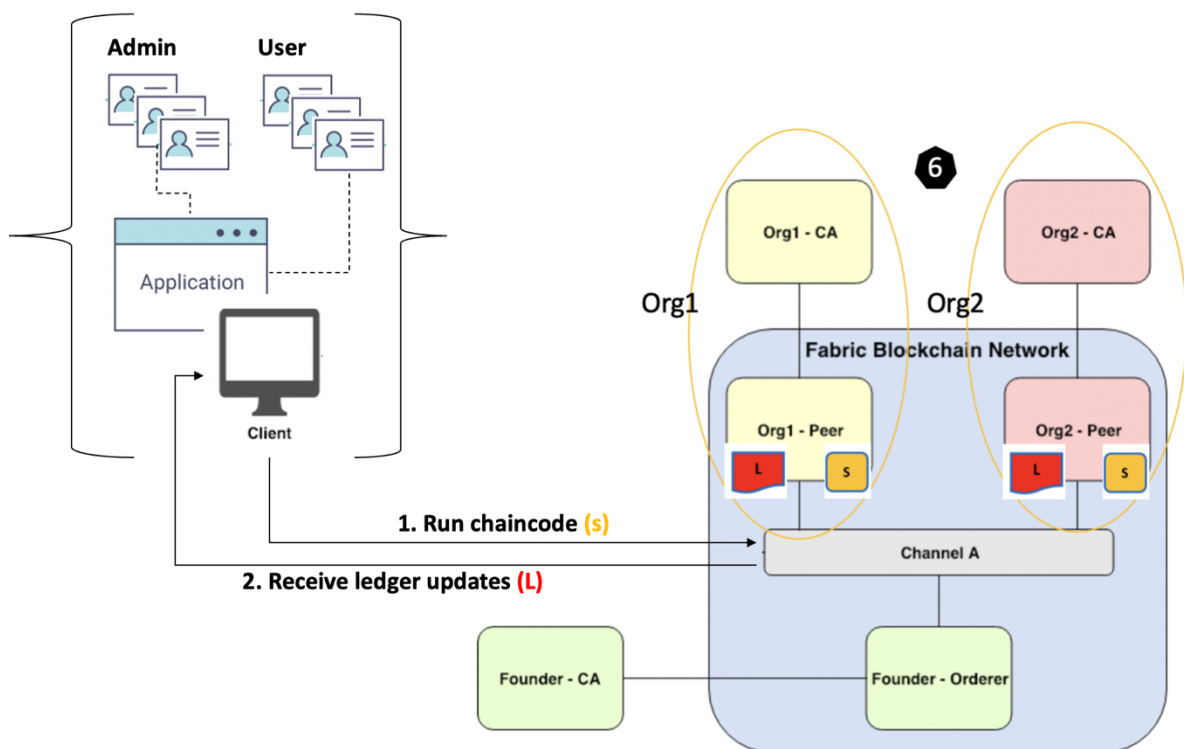 Admin
User
Application
Client
1. Run chaincode (s)
2. Receive ledger updates (L)
6
Org1 - CA
Org2 - CA
Org1
Org2
Fabric Blockchain Network
Org1 - Peer
Org2 - Peer
L
S
L
S
Channel A
Founder - CA
Founder - Orderer